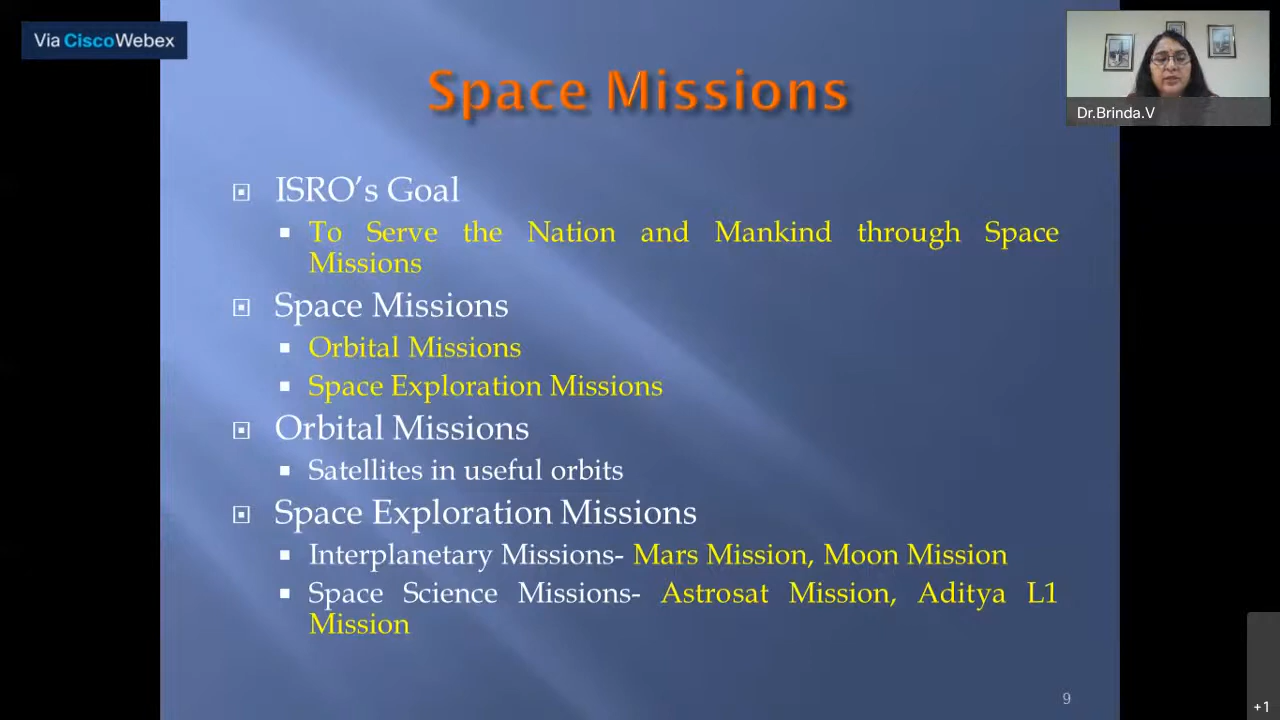 Via CiscoWebex
Space Missions
Dr.Brinda.V
ISRO’s Goal
To Serve the Nation and Mankind through Space
Missions
Space Missions
Orbital Missions
Space Exploration Missions
Orbital Missions
Satellites in useful orbits
Space Exploration Missions
Interplanetary Missions- Mars Mission, Moon Mission
Space Science Missions- Astrosat Mission, Aditya L1
Mission
9
+1